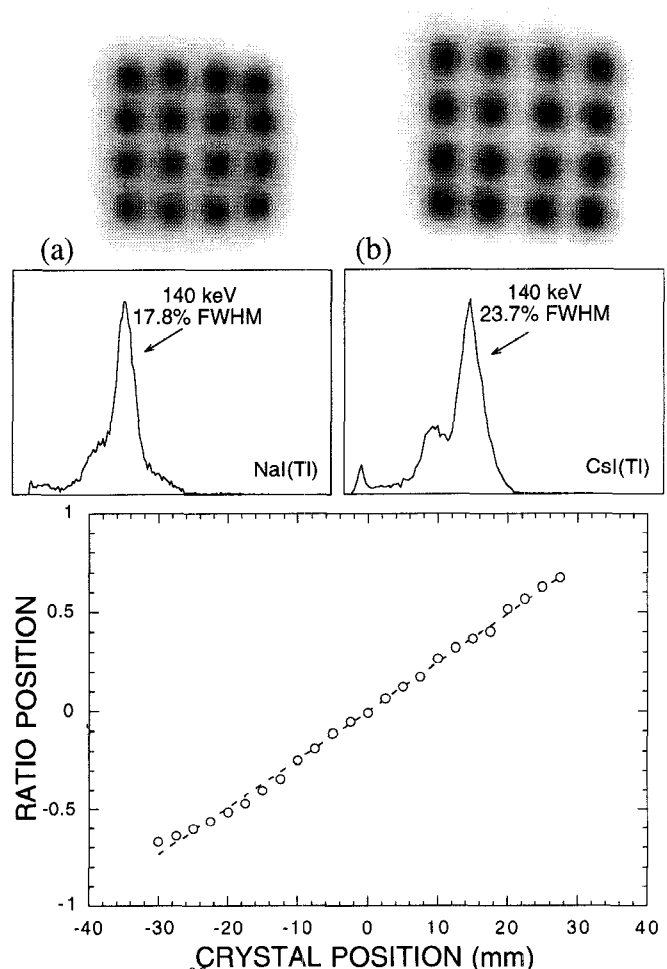 (a)
(b)
140 keV
17.8% FWHM
NaI(Tl)
140 keV
23.7% FWHM
CsI(Tl)
1
0.5
0
-0.5
-1
RATIO POSITION
-40 -30 -20 -10 0 10 20 30 40
CRYSTAL POSITION (mm)